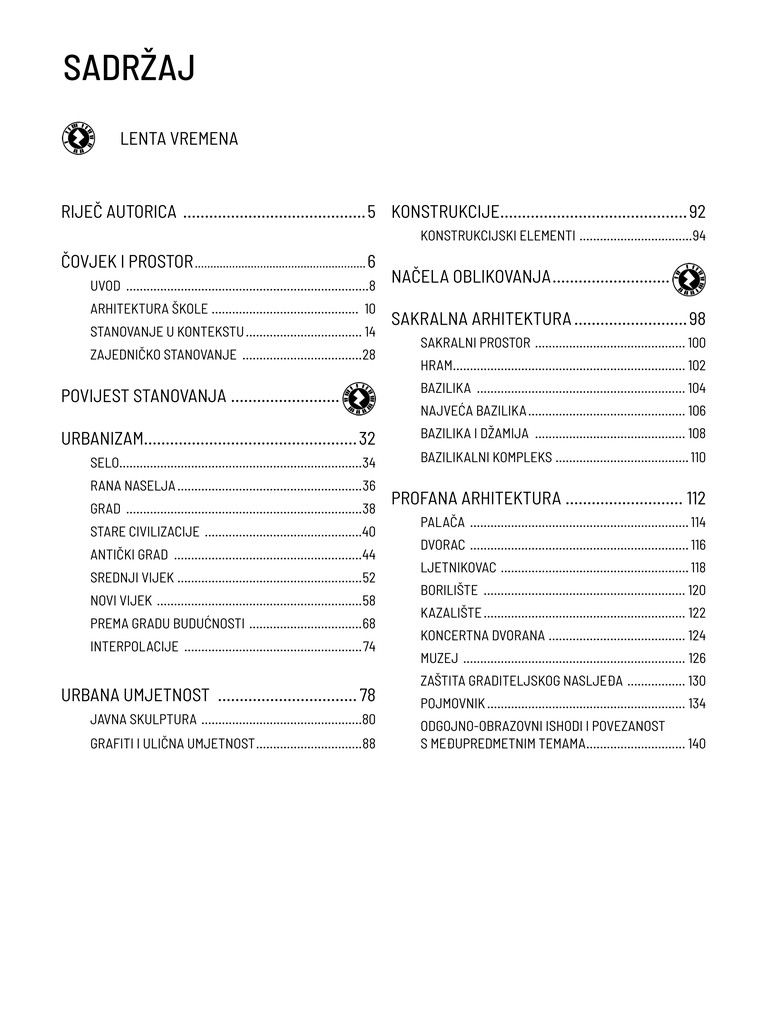 SADRŽAJ
LENTA VREMENA
RIJEČ AUTORICA .......................................... 5
ČOVJEK I PROSTOR.......................................................... 6
UVOD ......................................................................8
ARHITEKTURA ŠKOLE .......................................... 10
STANOVANJE U KONTEKSTU.................................. 14
ZAJEDNIČKO STANOVANJE ...................................28
POVIJEST STANOVANJA .........................
URBANIZAM.................................................32
SELO......................................................................34
RANA NASELJA ......................................................36
GRAD ....................................................................38
STARE CIVILIZACIJE ..............................................40
ANTIČKI GRAD ......................................................44
SREDNJI VIJEK .....................................................52
NOVI VIJEK ...........................................................58
PREMA GRADU BUDUĆNOSTI .................................68
INTERPOLACIJE ...................................................74
URBANA UMJETNOST ................................ 78
JAVNA SKULPTURA ..............................................80
GRAFITI I ULIČNA UMJETNOST...............................88
KONSTRUKCIJE...........................................92
KONSTRUKCIJSKI ELEMENTI .................................94
NAČELA OBLIKOVANJA...........................
SAKRALNA ARHITEKTURA ..........................98
SAKRALNI PROSTOR ........................................... 100
HRAM................................................................... 102
BAZILIKA ............................................................ 104
NAJVEĆA BAZILIKA.............................................. 106
BAZILIKA I DŽAMIJA ........................................... 108
BAZILIKALNI KOMPLEKS ...................................... 110
PROFANA ARHITEKTURA ........................... 112
PALAČA ............................................................... 114
DVORAC ............................................................... 116
LJETNIKOVAC ...................................................... 118
BORILIŠTE .......................................................... 120
KAZALIŠTE .......................................................... 122
KONCERTNA DVORANA ....................................... 124
MUZEJ ................................................................ 126
ZAŠTITA GRADITELJSKOG NASLJEĐA ................. 130
POJMOVNIK......................................................... 134
ODGOJNO-OBRAZOVNI ISHODI I POVEZANOST
S MEĐUPREDMETNIM TEMAMA............................. 140